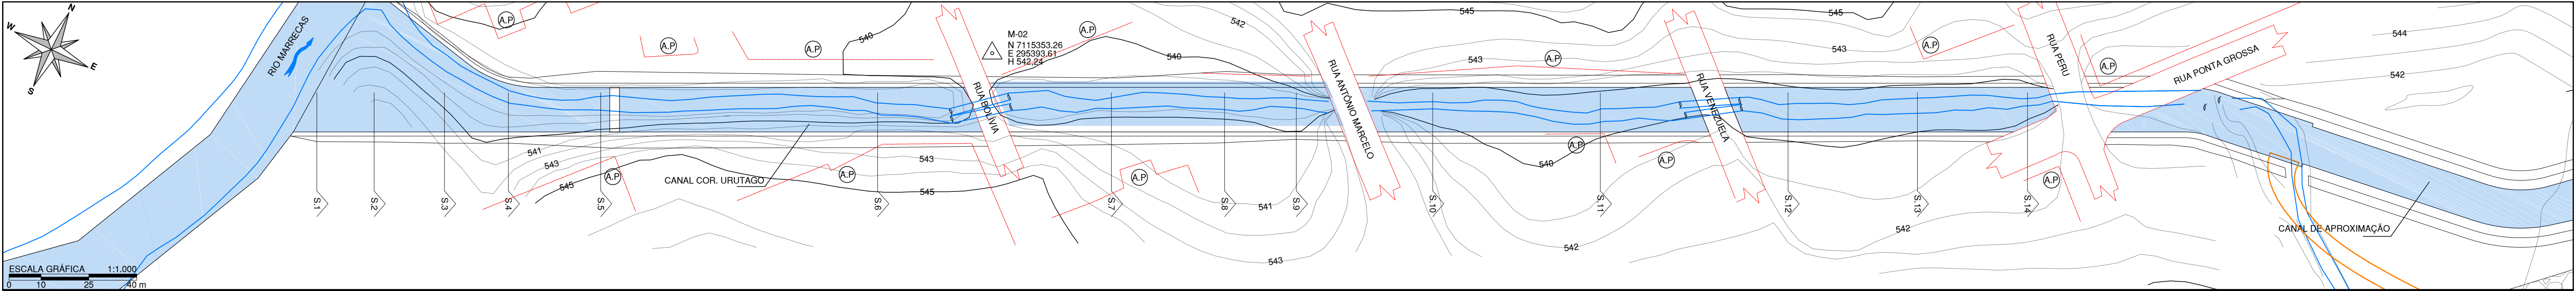 N
W
E
S
RIO MARRECAS
A.P
A.P
A.P
540
M-02
N 7115353.26
E 295393.61
H 542.24
A.P
540
542
545
543
A.P
545
543
A.P
A.P
544
542
RUA BOLÍVIA
RUA ANTÔNIO MARCELO
RUA VENEZUELA
RUA PERU
RUA PONTA GROSSA
541
543
545
A.P
CANAL COR. URUTAGO
A.P
543
545
A.P
541
543
540
A.P
A.P
542
542
A.P
S.1
S.2
S.3
S.4
S.5
S.6
S.7
S.8
S.9
S.10
S.11
S.12
S.13
S.14
CANAL DE APROXIMAÇÃO
ESCALA GRÁFICA 1:1.000
0 10 25 40 m